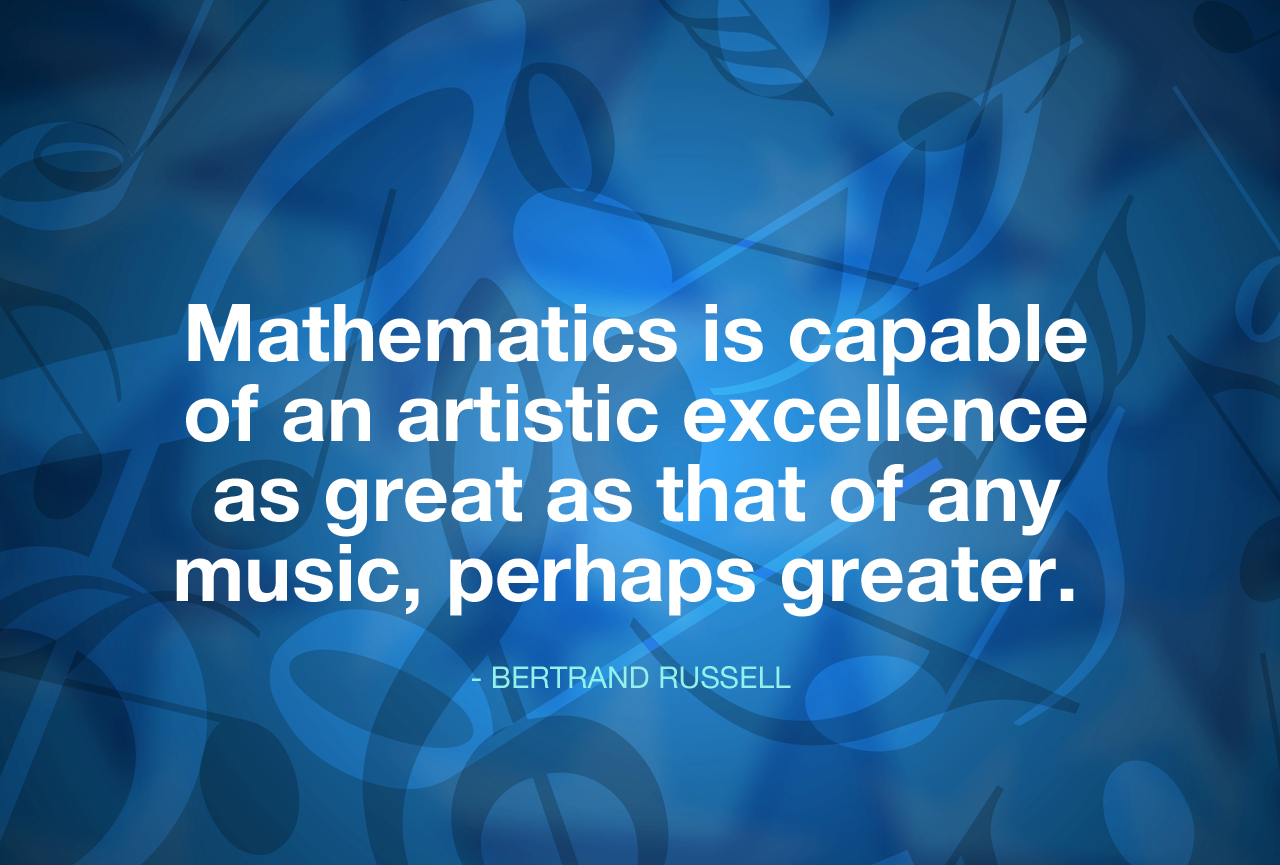 Mathematics is capable
of an artistic excellence
as great as that of any
music, perhaps greater.
- BERTRAND RUSSELL